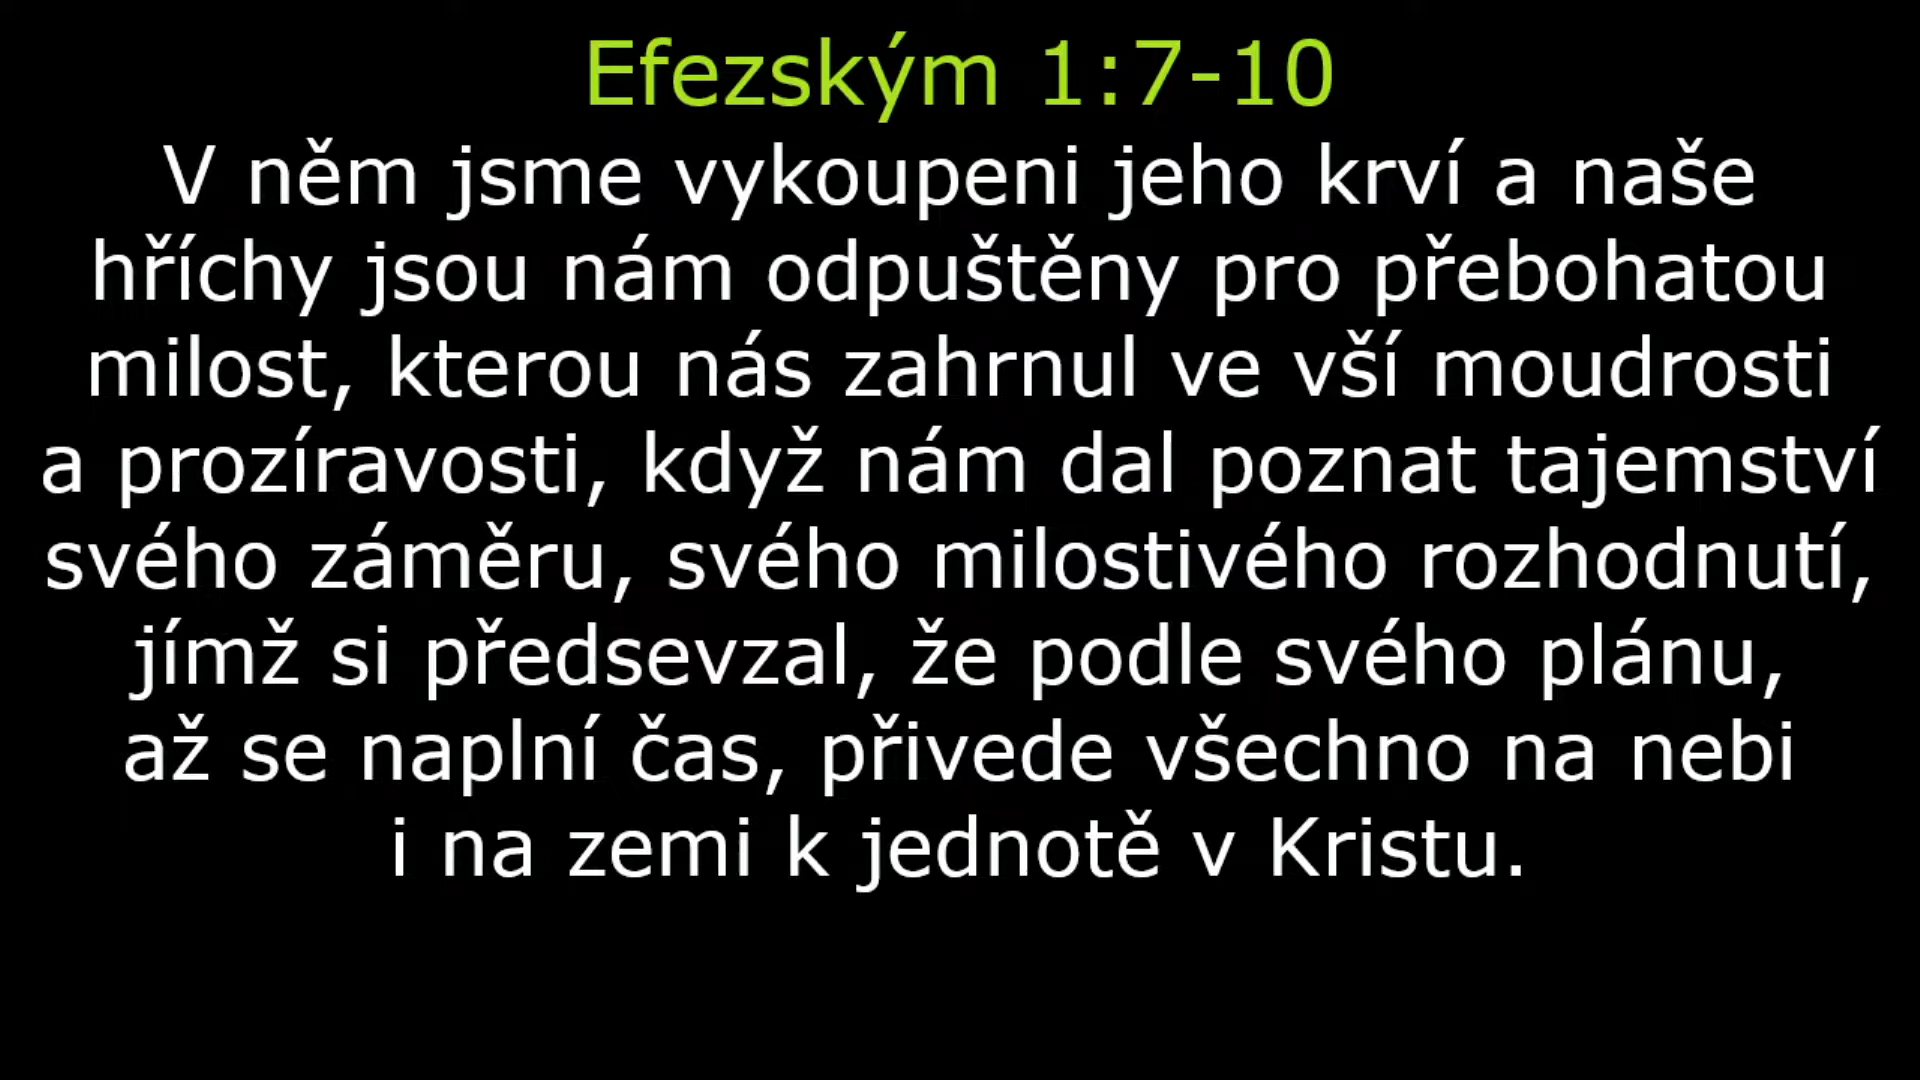 Efezským 1:7-10
V něm jsme vykoupeni jeho krví a naše
hříchy jsou nám odpuštěny pro přebohatou
milost, kterou nás zahrnul ve vší moudrosti
a prozíravosti, když nám dal poznat tajemství
svého záměru, svého milostivého rozhodnutí,
jímž si předsevzal, že podle svého plánu,
až se naplní čas, přivede všechno na nebi
i na zemi k jednotě v Kristu.